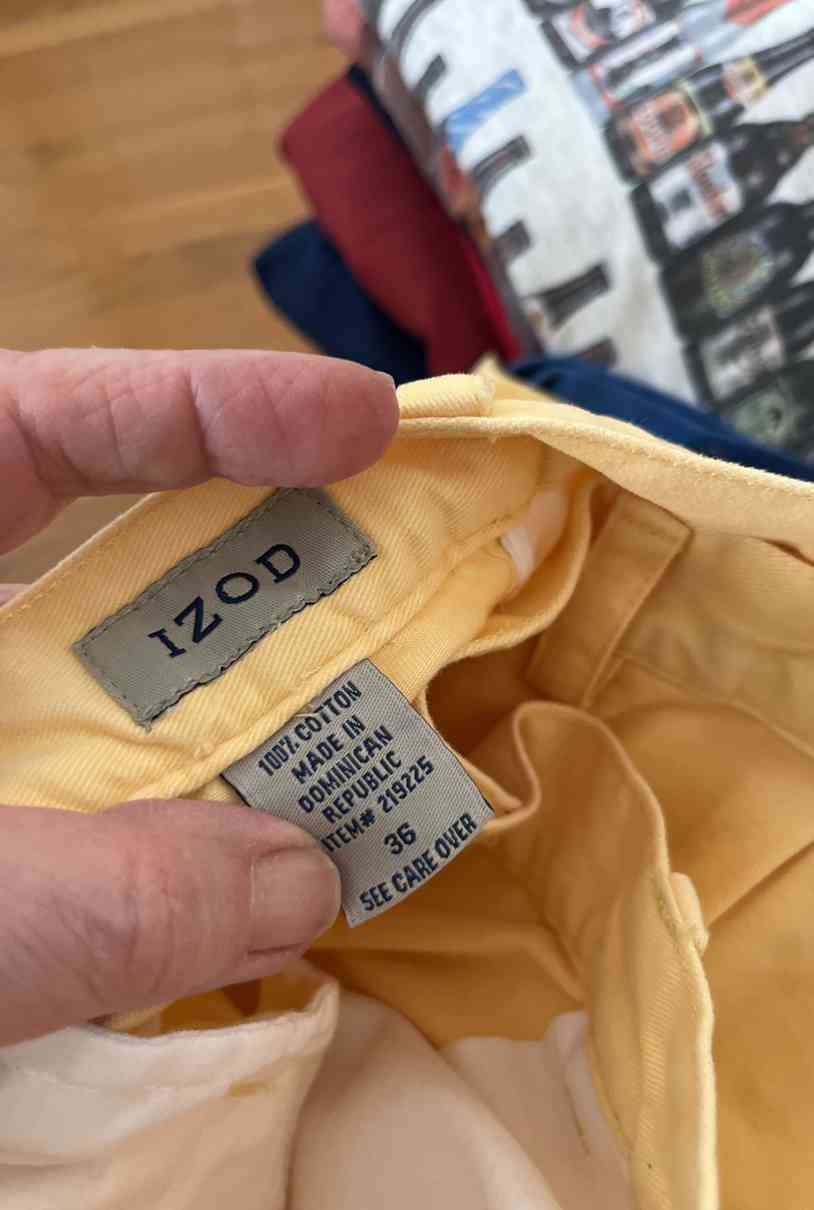 IZOD
100% COTTON
MADE IN
DOMINICAN
REPUBLIC
ITEM# 219225
36
SEE CARE OVER